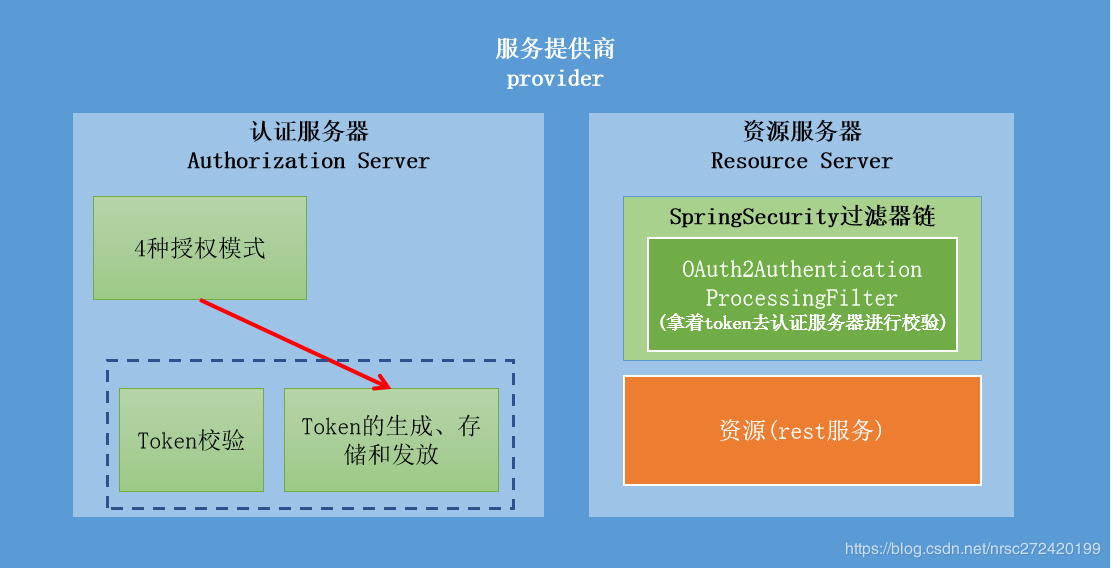 服务提供商
provider
认证服务器
Authorization Server
4种授权模式
Token校验
Token的生成、存
储和发放
资源服务器
Resource Server
SpringSecurity过滤器链
OAuth2Authentication
ProcessingFilter
(拿着token去认证服务器进行校验)
资源(rest服务)
https://blog.csdn.net/nrsc272420199